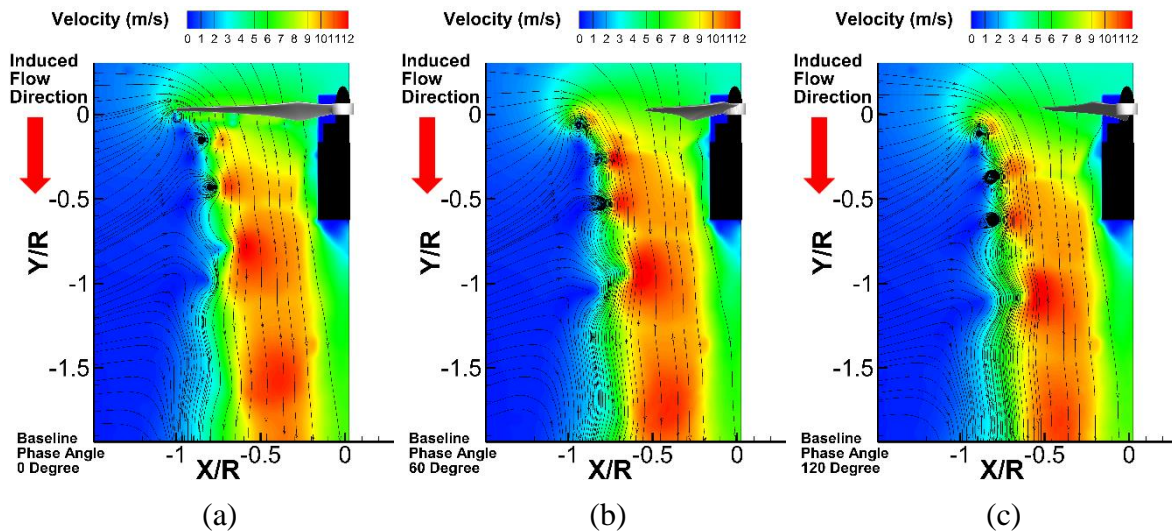 Velocity (m/s)
0 1 2 3 4 5 6 7 8 9 10 11 12
Induced
Flow
Direction
0
-0.5
-1
-1.5
Y/R
-1 -0.5 0
X/R
Baseline
Phase Angle
0 Degree
(a)
Velocity (m/s)
0 1 2 3 4 5 6 7 8 9 10 11 12
Induced
Flow
Direction
0
-0.5
-1
-1.5
Y/R
-1 -0.5 0
X/R
Baseline
Phase Angle
60 Degree
(b)
Velocity (m/s)
0 1 2 3 4 5 6 7 8 9 10 11 12
Induced
Flow
Direction
0
-0.5
-1
-1.5
Y/R
-1 -0.5 0
X/R
Baseline
Phase Angle
120 Degree
(c)